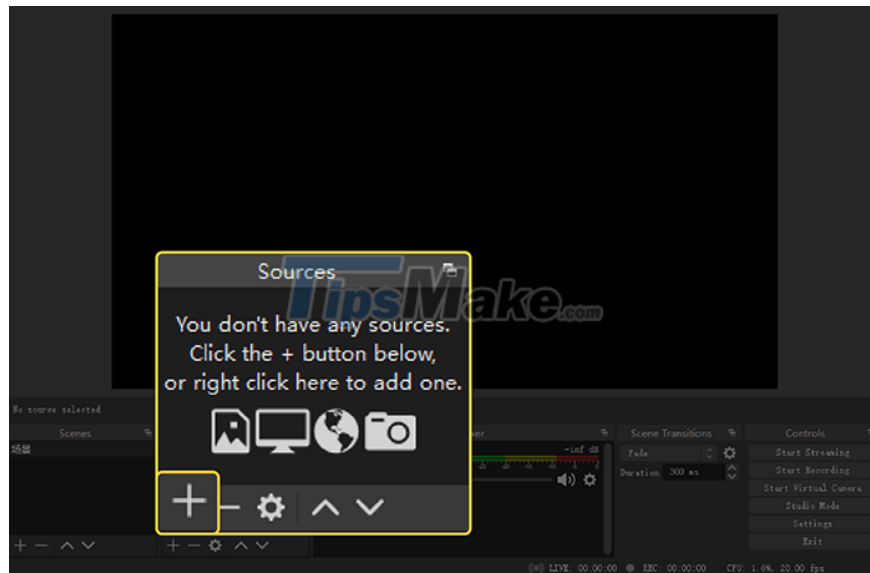 Sources
TipsMake.com
You don't have any sources.
Click the + button below,
or right click here to add one.
No source selected
Scenes
Scene Transitions
Controls
场景
-inf dB
Fade
Start Streaming
Duration 300 ms
Start Recording
Start Virtual Camera
Studio Mode
Settings
Exit
LIVE: 00:00:00
REC: 00:00:00
CPU: 1.0%, 20.00 fps